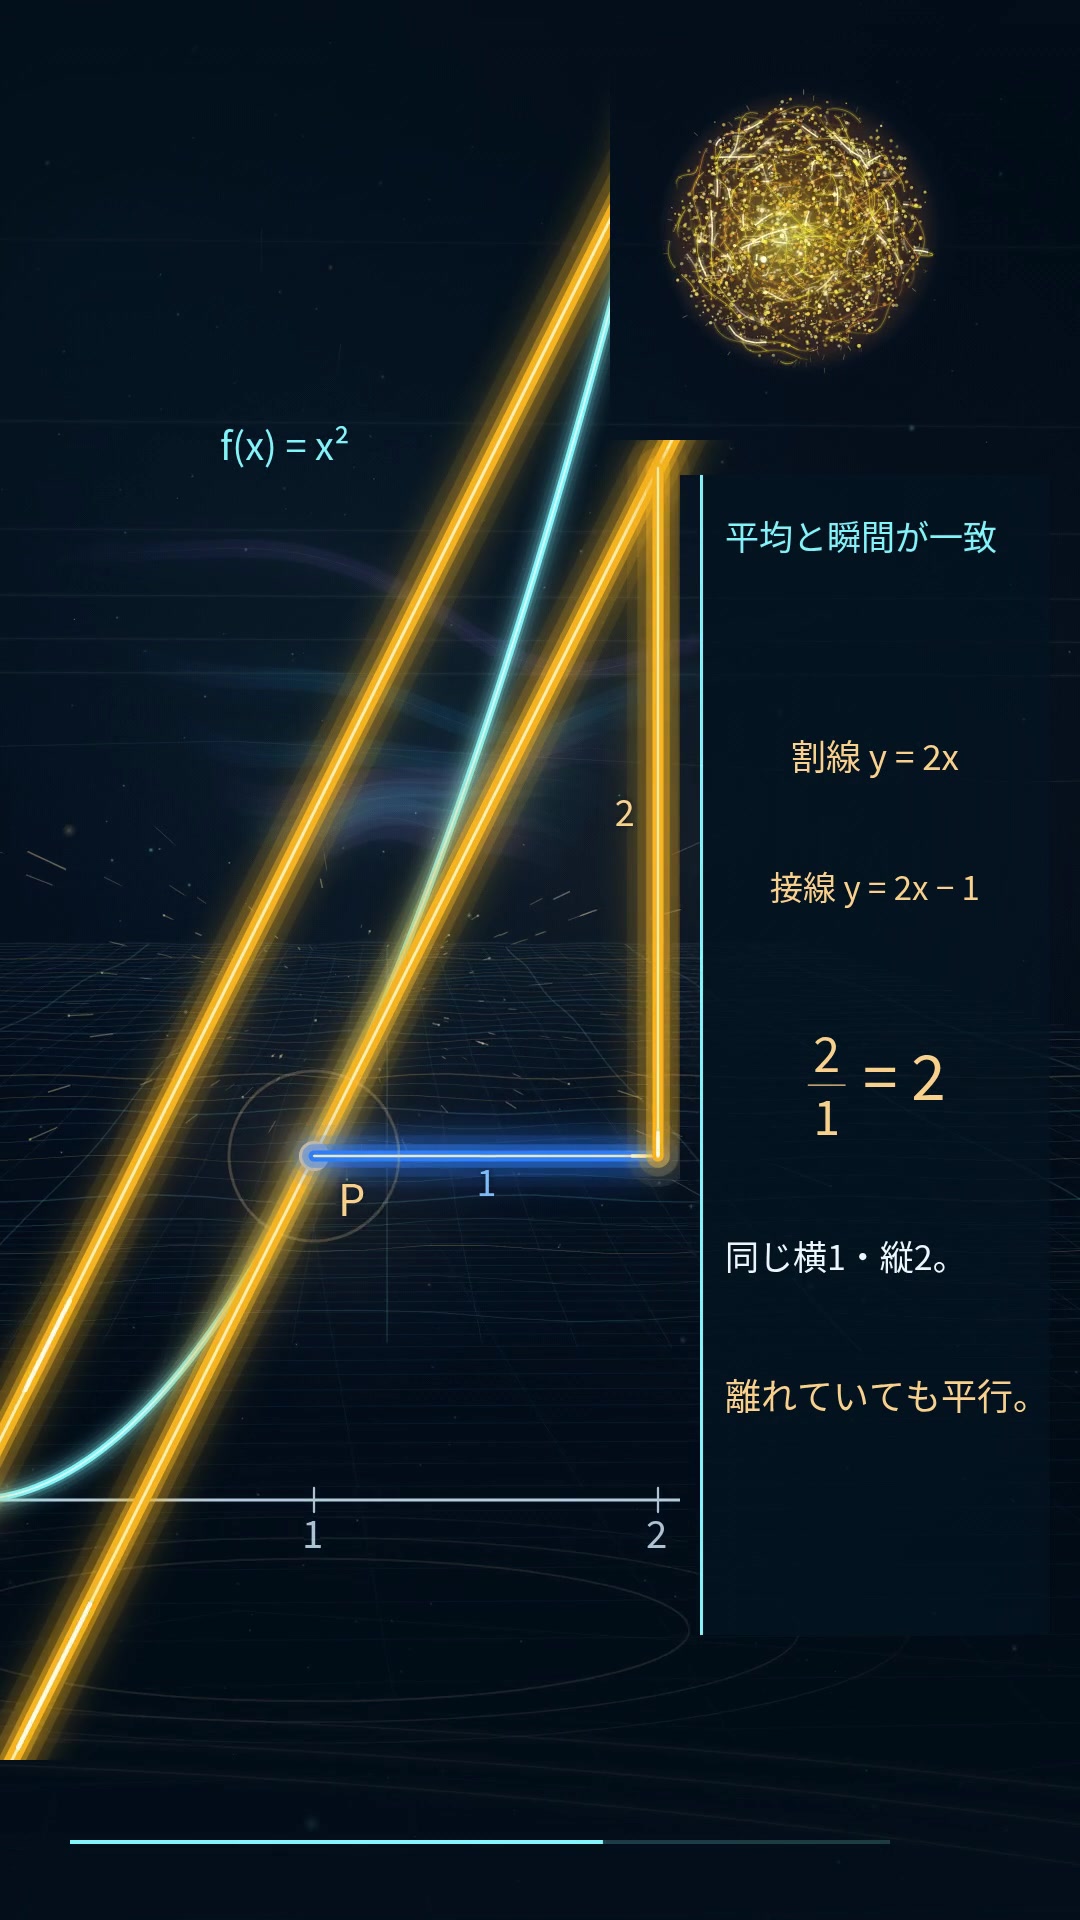 f(x) = x²
平均と瞬間が一致
割線 y = 2x
2
接線 y = 2x − 1
2/1 = 2
1
P
同じ横1・縦2。
離れていても平行。
1 2